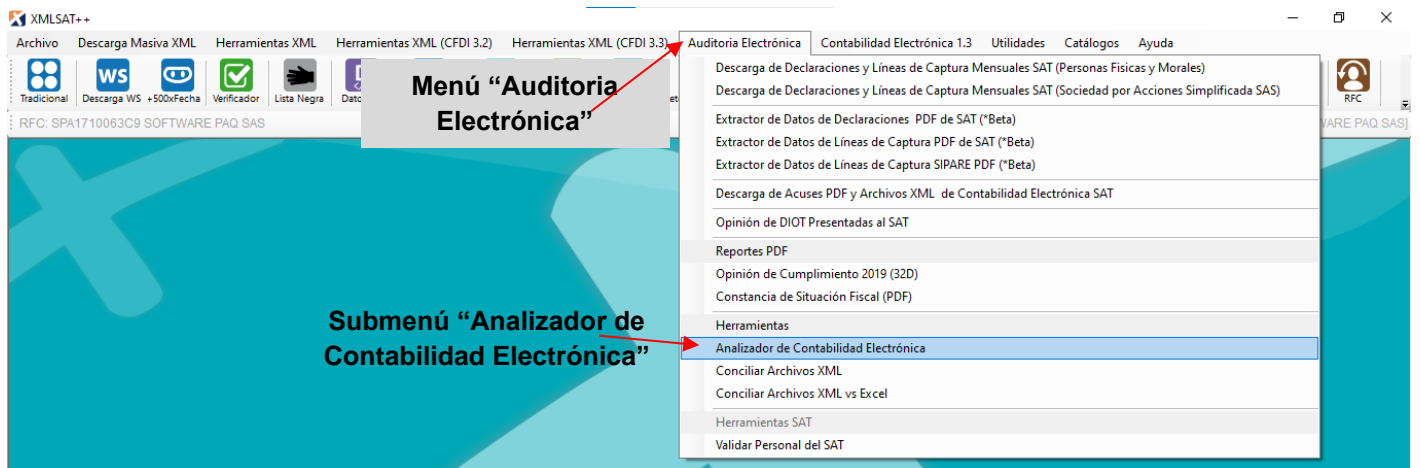 XMLSAT++
Archivo Descarga Masiva XML Herramientas XML Herramientas XML (CFDI 3.2) Herramientas XML (CFDI 3.3) Auditoria Electrónica Contabilidad Electrónica 1.3 Utilidades Catálogos Ayuda
WS
Tradicional Descarga WS +500xFecha Verificador Lista Negra RFC
RFC: SPA1710063C9 SOFTWARE PAQ SAS
WARE PAQ SAS]
Menú “Auditoria
Electrónica”
Descarga de Declaraciones y Líneas de Captura Mensuales SAT (Personas Fisicas y Morales)
Descarga de Declaraciones y Líneas de Captura Mensuales SAT (Sociedad por Acciones Simplificada SAS)
Extractor de Datos de Declaraciones PDF de SAT (*Beta)
Extractor de Datos de Líneas de Captura PDF de SAT (*Beta)
Extractor de Datos de Líneas de Captura SIPARE PDF (*Beta)
Descarga de Acuses PDF y Archivos XML de Contabilidad Electrónica SAT
Opinión de DIOT Presentadas al SAT
Reportes PDF
Opinión de Cumplimiento 2019 (32D)
Constancia de Situación Fiscal (PDF)
Herramientas
Analizador de Contabilidad Electrónica
Conciliar Archivos XML
Conciliar Archivos XML vs Excel
Herramientas SAT
Validar Personal del SAT
Submenú “Analizador de
Contabilidad Electrónica”